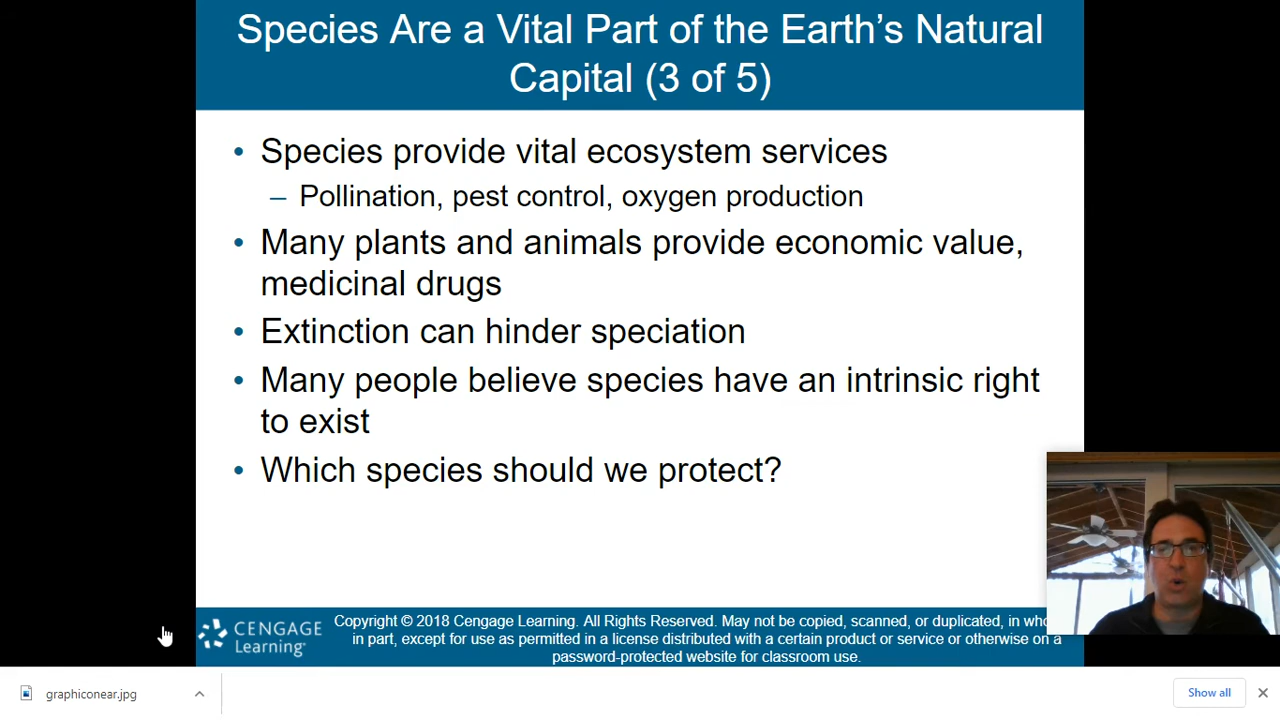 Species Are a Vital Part of the Earth’s Natural
Capital (3 of 5)
• Species provide vital ecosystem services
– Pollination, pest control, oxygen production
• Many plants and animals provide economic value,
medicinal drugs
• Extinction can hinder speciation
• Many people believe species have an intrinsic right
to exist
• Which species should we protect?
CENGAGE
Learning™
Copyright © 2018 Cengage Learning. All Rights Reserved. May not be copied, scanned, or duplicated, in
in part, except for use as permitted in a license distributed with a certain product or service or otherwise on a
password-protected website for classroom use.
graphiconear.jpg
Show all